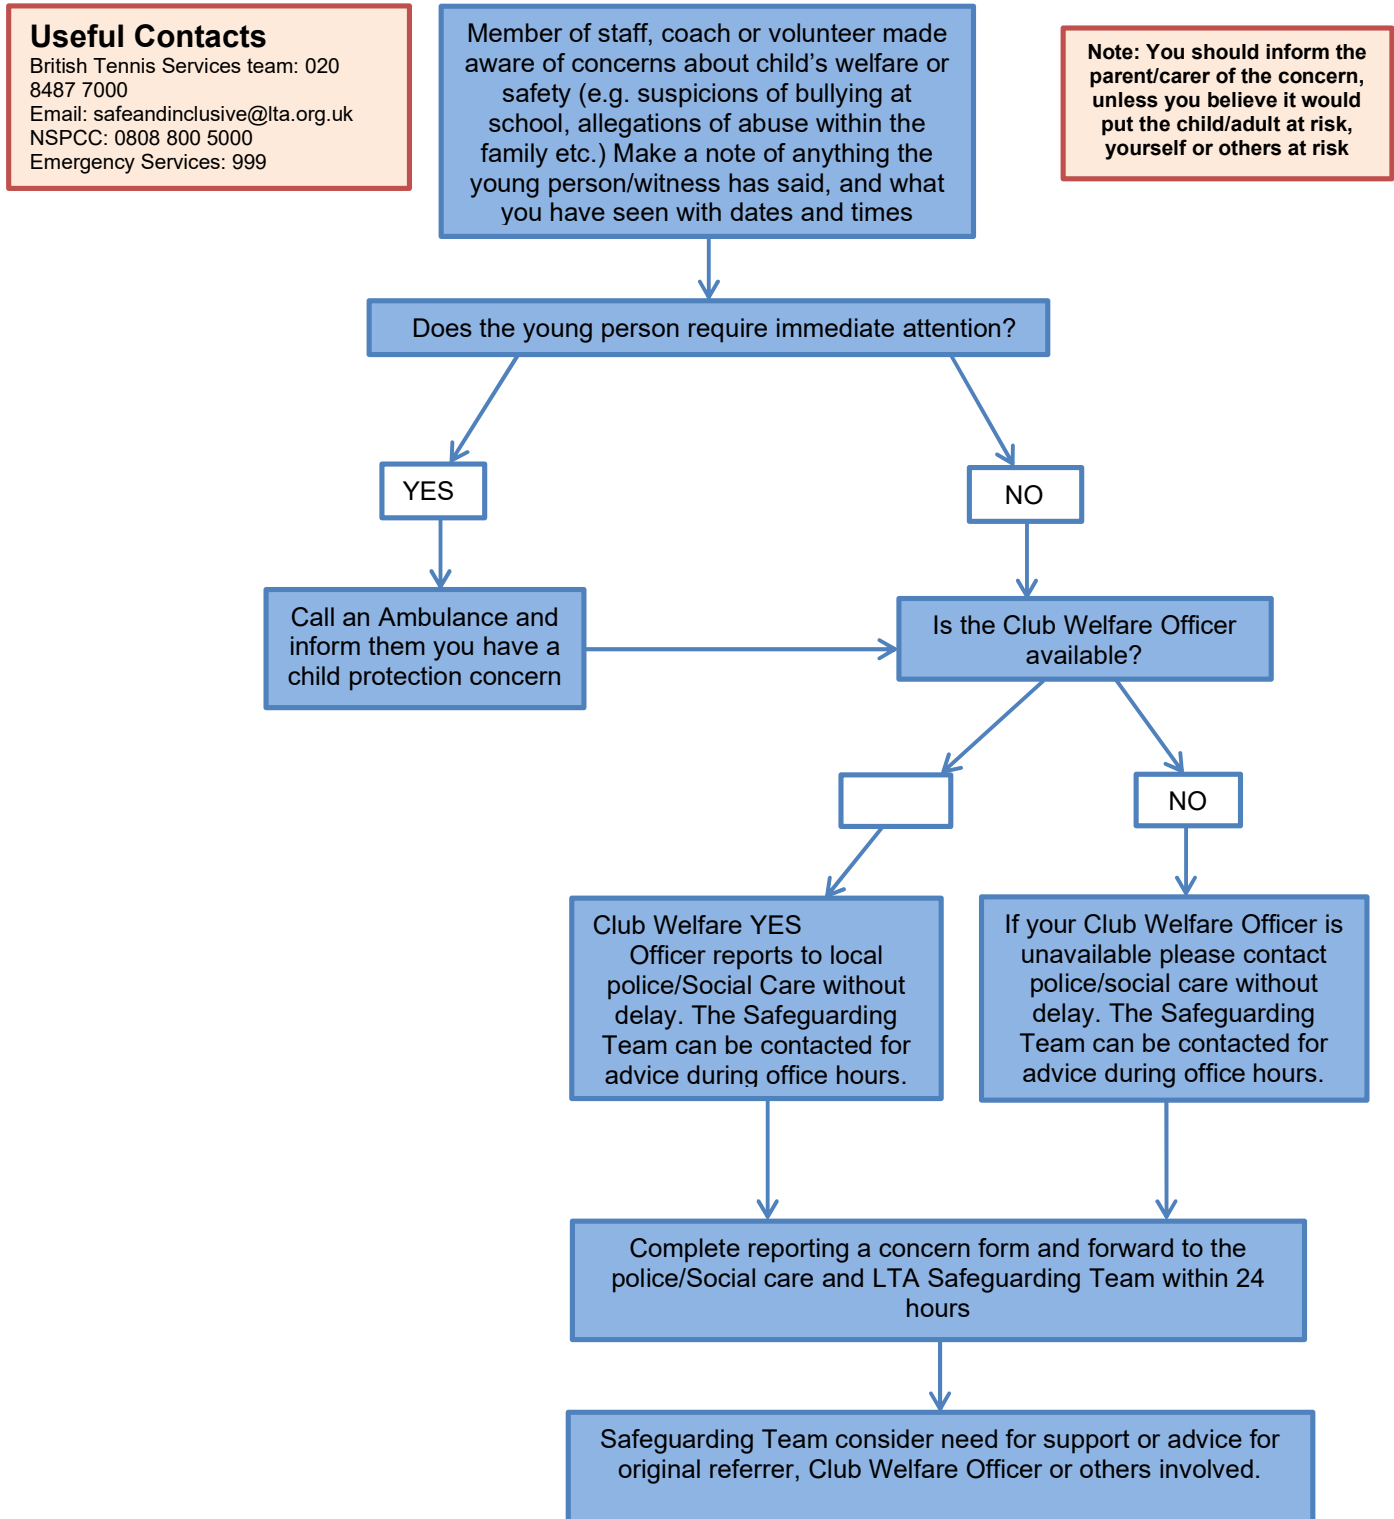 Useful Contacts
British Tennis Services team: 020
8487 7000
Email: safeandinclusive@lta.org.uk
NSPCC: 0808 800 5000
Emergency Services: 999
Member of staff, coach or volunteer made
aware of concerns about child’s welfare or
safety (e.g. suspicions of bullying at
school, allegations of abuse within the
family etc.) Make a note of anything the
young person/witness has said, and what
you have seen with dates and times
Note: You should inform the
parent/carer of the concern,
unless you believe it would
put the child/adult at risk,
yourself or others at risk
Does the young person require immediate attention?
YES
NO
Call an Ambulance and
inform them you have a
child protection concern
Is the Club Welfare Officer
available?
NO
Club Welfare YES
Officer reports to local
police/Social Care without
delay. The Safeguarding
Team can be contacted for
advice during office hours.
If your Club Welfare Officer is
unavailable please contact
police/social care without
delay. The Safeguarding
Team can be contacted for
advice during office hours.
Complete reporting a concern form and forward to the
police/Social care and LTA Safeguarding Team within 24
hours
Safeguarding Team consider need for support or advice for
original referrer, Club Welfare Officer or others involved.